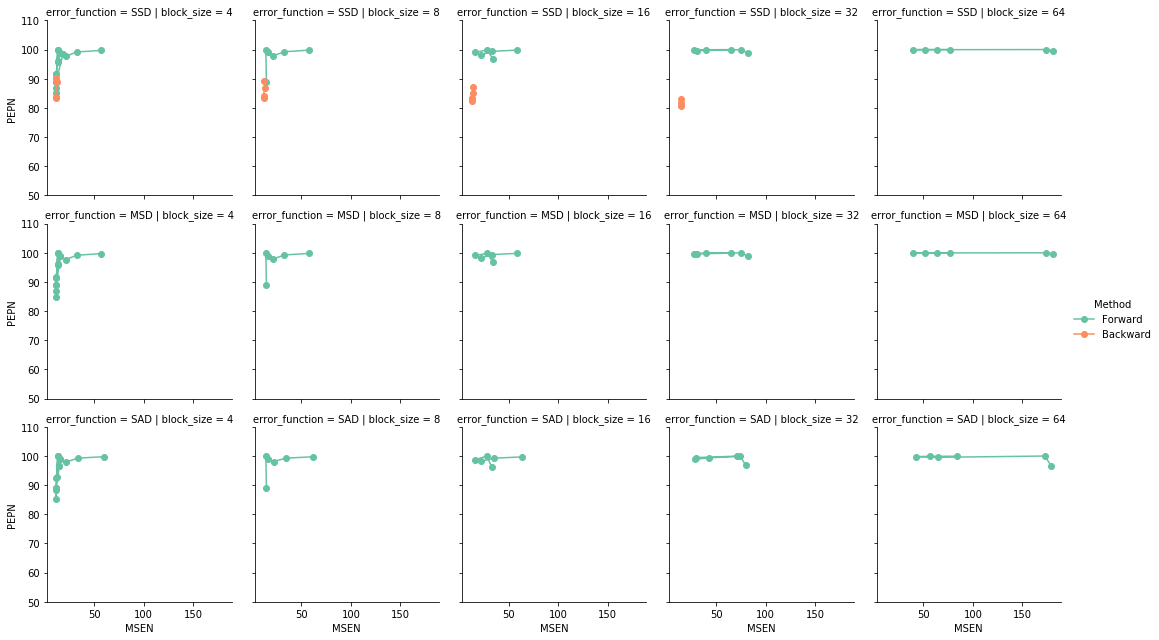 error_function = SSD | block_size = 4
error_function = SSD | block_size = 8
error_function = SSD | block_size = 16
error_function = SSD | block_size = 32
error_function = SSD | block_size = 64
110
100
90
80
70
60
50
PEPN
error_function = MSD | block_size = 4
error_function = MSD | block_size = 8
error_function = MSD | block_size = 16
error_function = MSD | block_size = 32
error_function = MSD | block_size = 64
110
100
90
80
70
60
50
PEPN
Method
Forward
Backward
error_function = SAD | block_size = 4
error_function = SAD | block_size = 8
error_function = SAD | block_size = 16
error_function = SAD | block_size = 32
error_function = SAD | block_size = 64
110
100
90
80
70
60
50
PEPN
50 100 150
50 100 150
50 100 150
50 100 150
50 100 150
MSEN
MSEN
MSEN
MSEN
MSEN